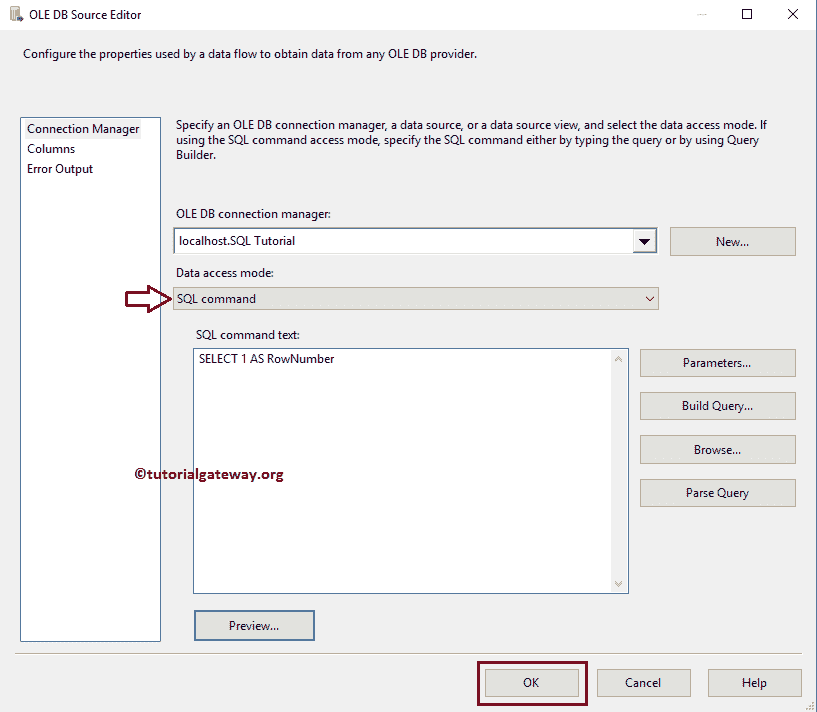 OLE DB Source Editor
Configure the properties used by a data flow to obtain data from any OLE DB provider.
Connection Manager
Columns
Error Output
Specify an OLE DB connection manager, a data source, or a data source view, and select the data access mode. If
using the SQL command access mode, specify the SQL command either by typing the query or by using Query
Builder.
OLE DB connection manager:
localhost.SQL Tutorial
New...
Data access mode:
SQL command
SQL command text:
SELECT 1 AS RowNumber
Parameters...
Build Query...
Browse...
Parse Query
©tutorialgateway.org
Preview...
OK
Cancel
Help